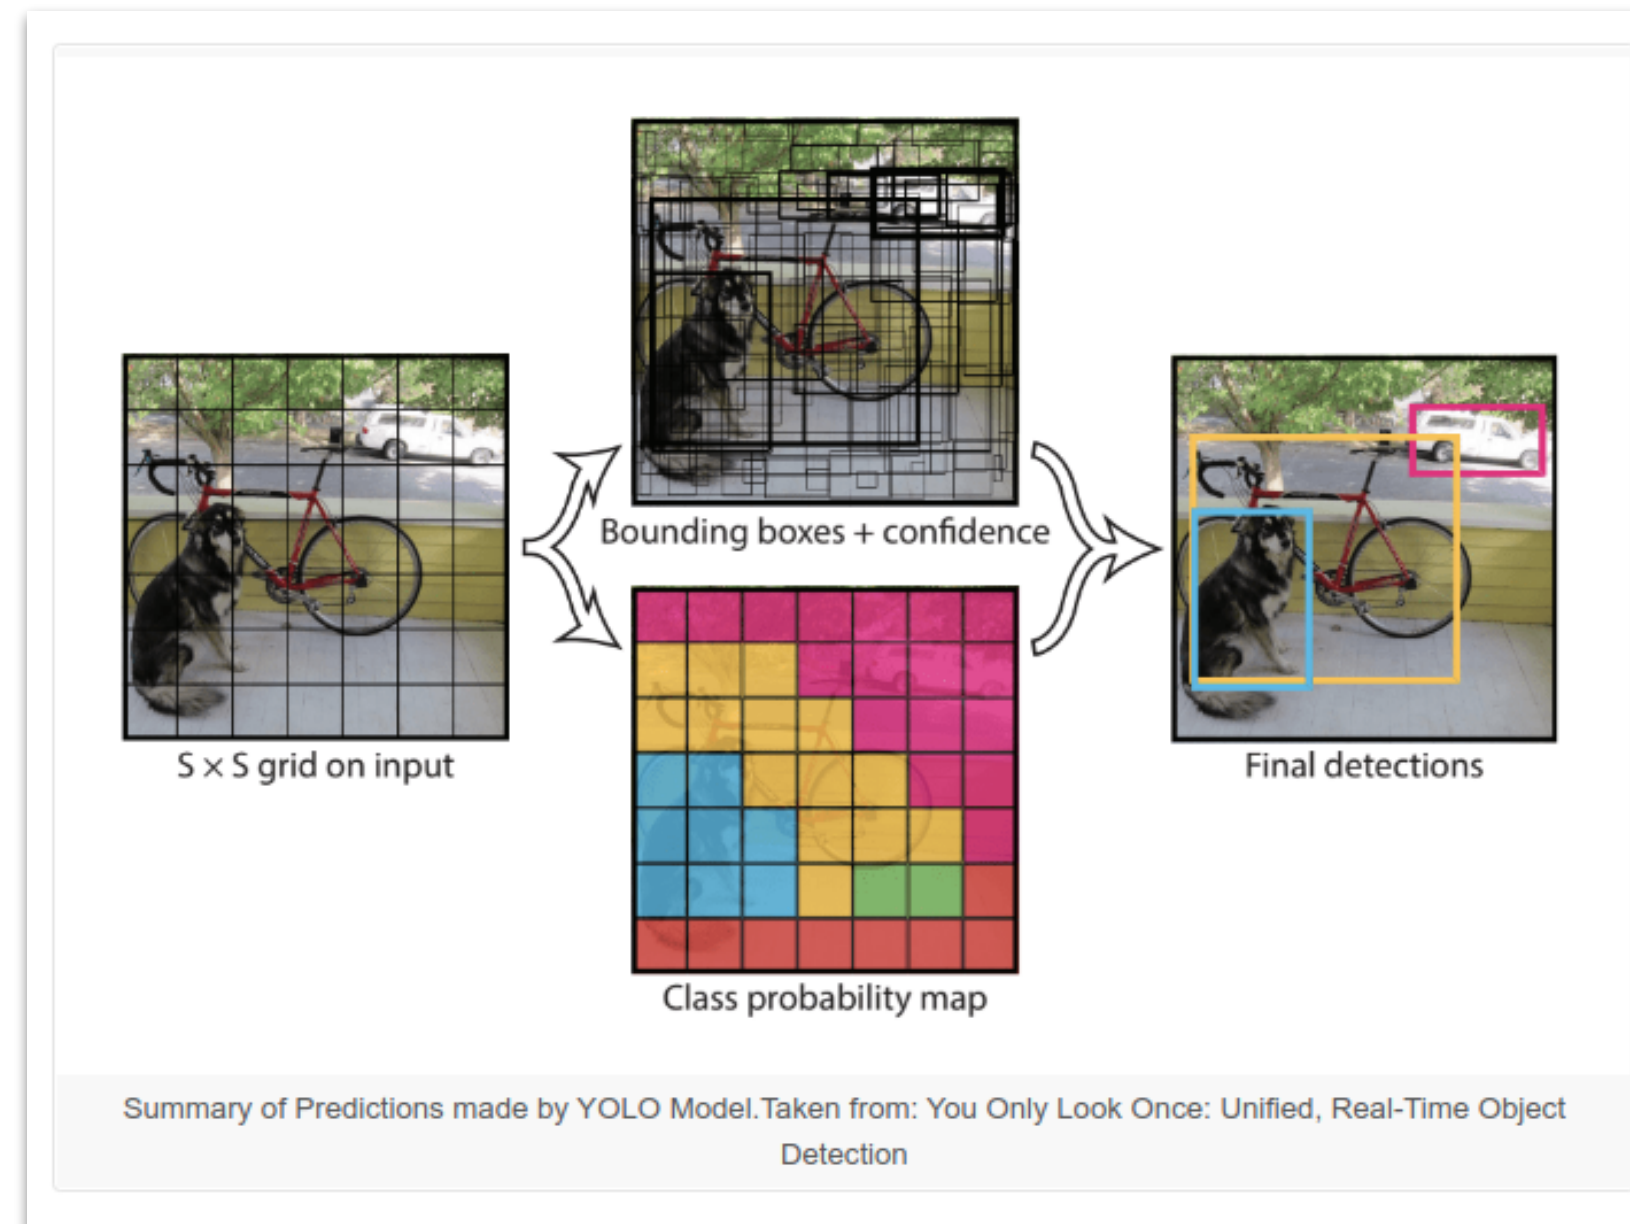 Bounding boxes + confidence
S × S grid on input
Final detections
Class probability map
Summary of Predictions made by YOLO Model.Taken from: You Only Look Once: Unified, Real-Time Object
Detection